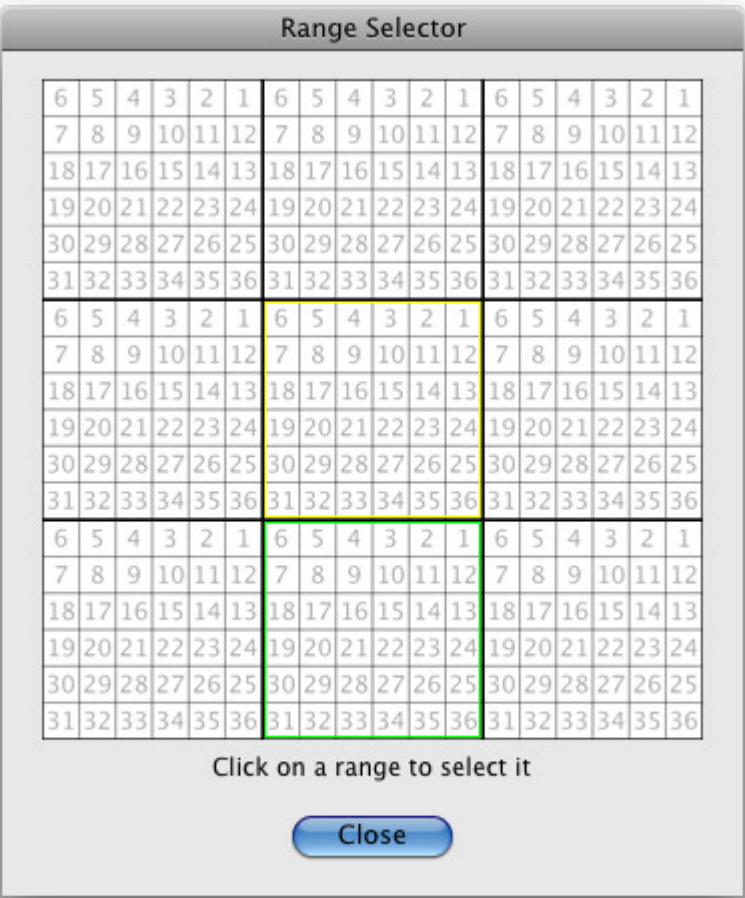 Range Selector
6 5 4 3 2 1 6 5 4 3 2 1 6 5 4 3 2 1
7 8 9 10 11 12 7 8 9 10 11 12 7 8 9 10 11 12
18 17 16 15 14 13 18 17 16 15 14 13 18 17 16 15 14 13
19 20 21 22 23 24 19 20 21 22 23 24 19 20 21 22 23 24
30 29 28 27 26 25 30 29 28 27 26 25 30 29 28 27 26 25
31 32 33 34 35 36 31 32 33 34 35 36 31 32 33 34 35 36
6 5 4 3 2 1 6 5 4 3 2 1 6 5 4 3 2 1
7 8 9 10 11 12 7 8 9 10 11 12 7 8 9 10 11 12
18 17 16 15 14 13 18 17 16 15 14 13 18 17 16 15 14 13
19 20 21 22 23 24 19 20 21 22 23 24 19 20 21 22 23 24
30 29 28 27 26 25 30 29 28 27 26 25 30 29 28 27 26 25
31 32 33 34 35 36 31 32 33 34 35 36 31 32 33 34 35 36
6 5 4 3 2 1 6 5 4 3 2 1 6 5 4 3 2 1
7 8 9 10 11 12 7 8 9 10 11 12 7 8 9 10 11 12
18 17 16 15 14 13 18 17 16 15 14 13 18 17 16 15 14 13
19 20 21 22 23 24 19 20 21 22 23 24 19 20 21 22 23 24
30 29 28 27 26 25 30 29 28 27 26 25 30 29 28 27 26 25
31 32 33 34 35 36 31 32 33 34 35 36 31 32 33 34 35 36
Click on a range to select it
Close